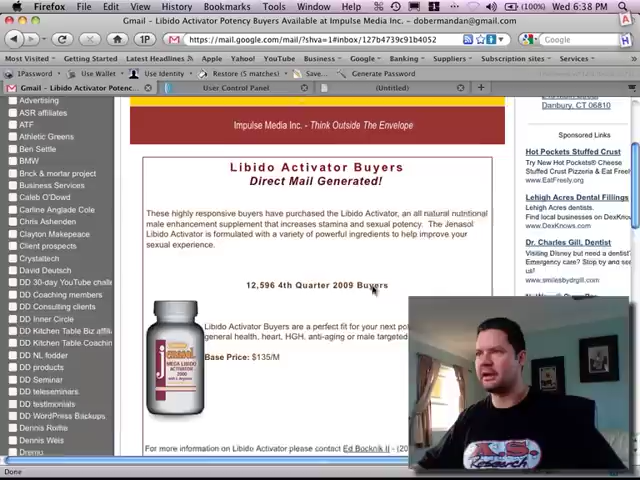 Firefox File Edit View History Bookmarks Tools Window Help (100%) Wed 6:38 PM
Gmail - Libido Activator Potency Buyers Available at Impulse Media Inc. - dobermandan@gmail.com
1P https://mail.google.com/mail/?shva=1#inbox/127b4739c91b4052 Google
Most Visited Getting Started Latest Headlines Apple Yahoo! YouTube Business Google Banking Suppliers Subscription sites Services
1Password Use Wallet Use Identity Restore (5 matches) Save... Generate Password
Gmail - Libido Activator Potenc... User Control Panel (Untitled)
Advertising
ASR affiliates
ATF
Athletic Greens
Ben Settle
BMW
Brick & mortar project
Business Services
Caleb O'Dowd
Carline Anglade Cole
Chris Ashenden
Clayton Makepeace
Client prospects
Crystaltech
David Deutsch
DD 30-day YouTube challe
DD Coaching members
DD Consulting clients
DD Inner Circle
DD Kitchen Table Biz affili
DD Kitchen Table Coachin
DD NL fodder
DD products
DD Seminar
DD teleseminars
DD testimonials
DD WordPress Backups
Dennis Rotite
Dennis Weis
Dremu
Impulse Media Inc. - Think Outside The Envelope
Libido Activator Buyers
Direct Mail Generated!
These highly responsive buyers have purchased the Libido Activator, an all natural nutritional
male enhancement supplement that increases stamina and sexual potency. The Jenasol
Libido Activator is formulated with a variety of powerful ingredients to help improve your
sexual experience.
12,596 4th Quarter 2009 Buyers
jenasol
MEGA LIBIDO
ACTIVATOR
2000
Libido Activator Buyers are a perfect fit for your next
general health, heart, HGH, anti-aging or male targeted
Base Price: $135/M
For more information on Libido Activator please contact Ed Bocknik II - (20
Danbury, CT 06810
Sponsored Links
Hot Pockets Stuffed Crust
Try New Hot Pockets® Cheese
Stuffed Crust Pizzeria & Eat Freely
www.EatFreely.org
Lehigh Acres Dental Fillings
Lehigh Acres dentists.
Find local businesses on DexKnows
www.DexKnows.com
Dr. Charles Gill, Dentist
Visiting Disney but need a dentist?
Emergency care? Stop by and
see us!
www.smilesbydrgill.com
A.S.
Research
Done